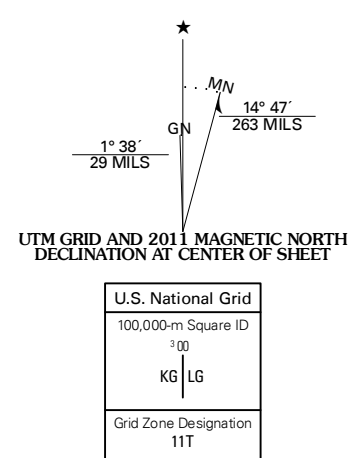 ★
MN
14° 47´
263 MILS
GN
1° 38´
29 MILS
UTM GRID AND 2011 MAGNETIC NORTH
DECLINATION AT CENTER OF SHEET
U.S. National Grid
100,000-m Square ID
³00
KG LG
Grid Zone Designation
11T